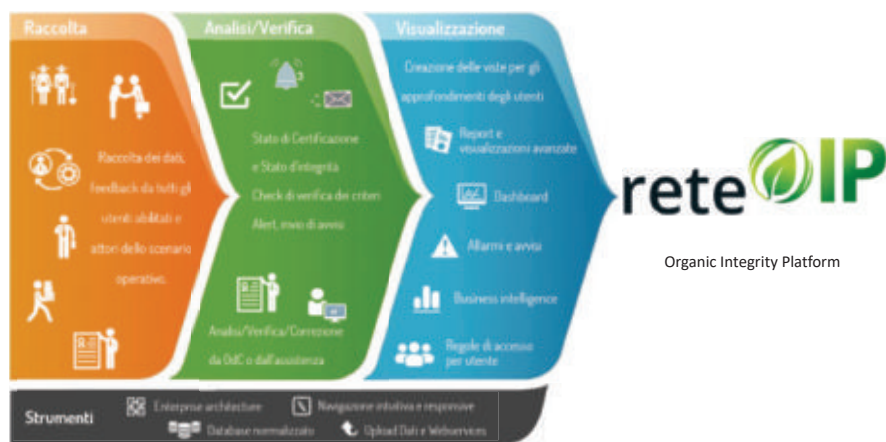 Raccolta
Raccolta dei dati,
feedback da tutti gli
utenti abilitati e
attori dello scenario
operativo.
Analisi/Verifica
3
Stato di Certificazione
e Stato d'integrità
Check di verifica dei criteri
Alert, invio di avvisi
Analisi/Verifica/Correzione
da OdC o dall'assistenza
Visualizzazione
Creazione delle viste per gli
approfondimenti degli utenti
Report e
visualizzazioni avanzate
Dashboard
Allarmi e avvisi
Business intelligence
Regole di accesso
per utente
Strumenti
Enterprise architecture
Navigazione intuitiva e responsive
Database normalizzato
Upload Dati e Webservices
rete OIP
Organic Integrity Platform